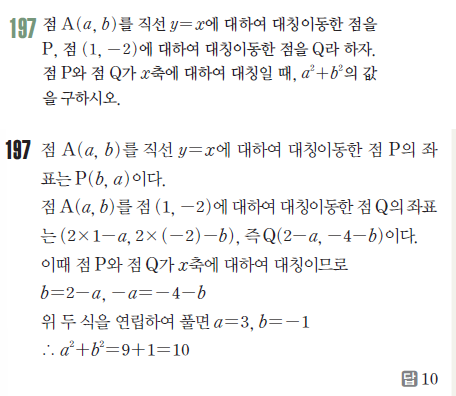 197 점 A(a, b)를 직선 y=x에 대하여 대칭이동한 점을
P, 점 (1, -2)에 대하여 대칭이동한 점을 Q라 하자.
점 P와 점 Q가 x축에 대하여 대칭일 때, a²+b²의 값
을 구하시오.
197 점 A(a, b)를 직선 y=x에 대하여 대칭이동한 점 P의 좌
표는 P(b, a)이다.
점 A(a, b)를 점 (1, -2)에 대하여 대칭이동한 점 Q의 좌표
는 (2×1-a, 2×(-2)-b), 즉 Q(2-a, -4-b)이다.
이때 점 P와 점 Q가 x축에 대하여 대칭이므로
b=2-a, -a=-4-b
위 두 식을 연립하여 풀면 a=3, b=-1
∴ a²+b²=9+1=10
답 10